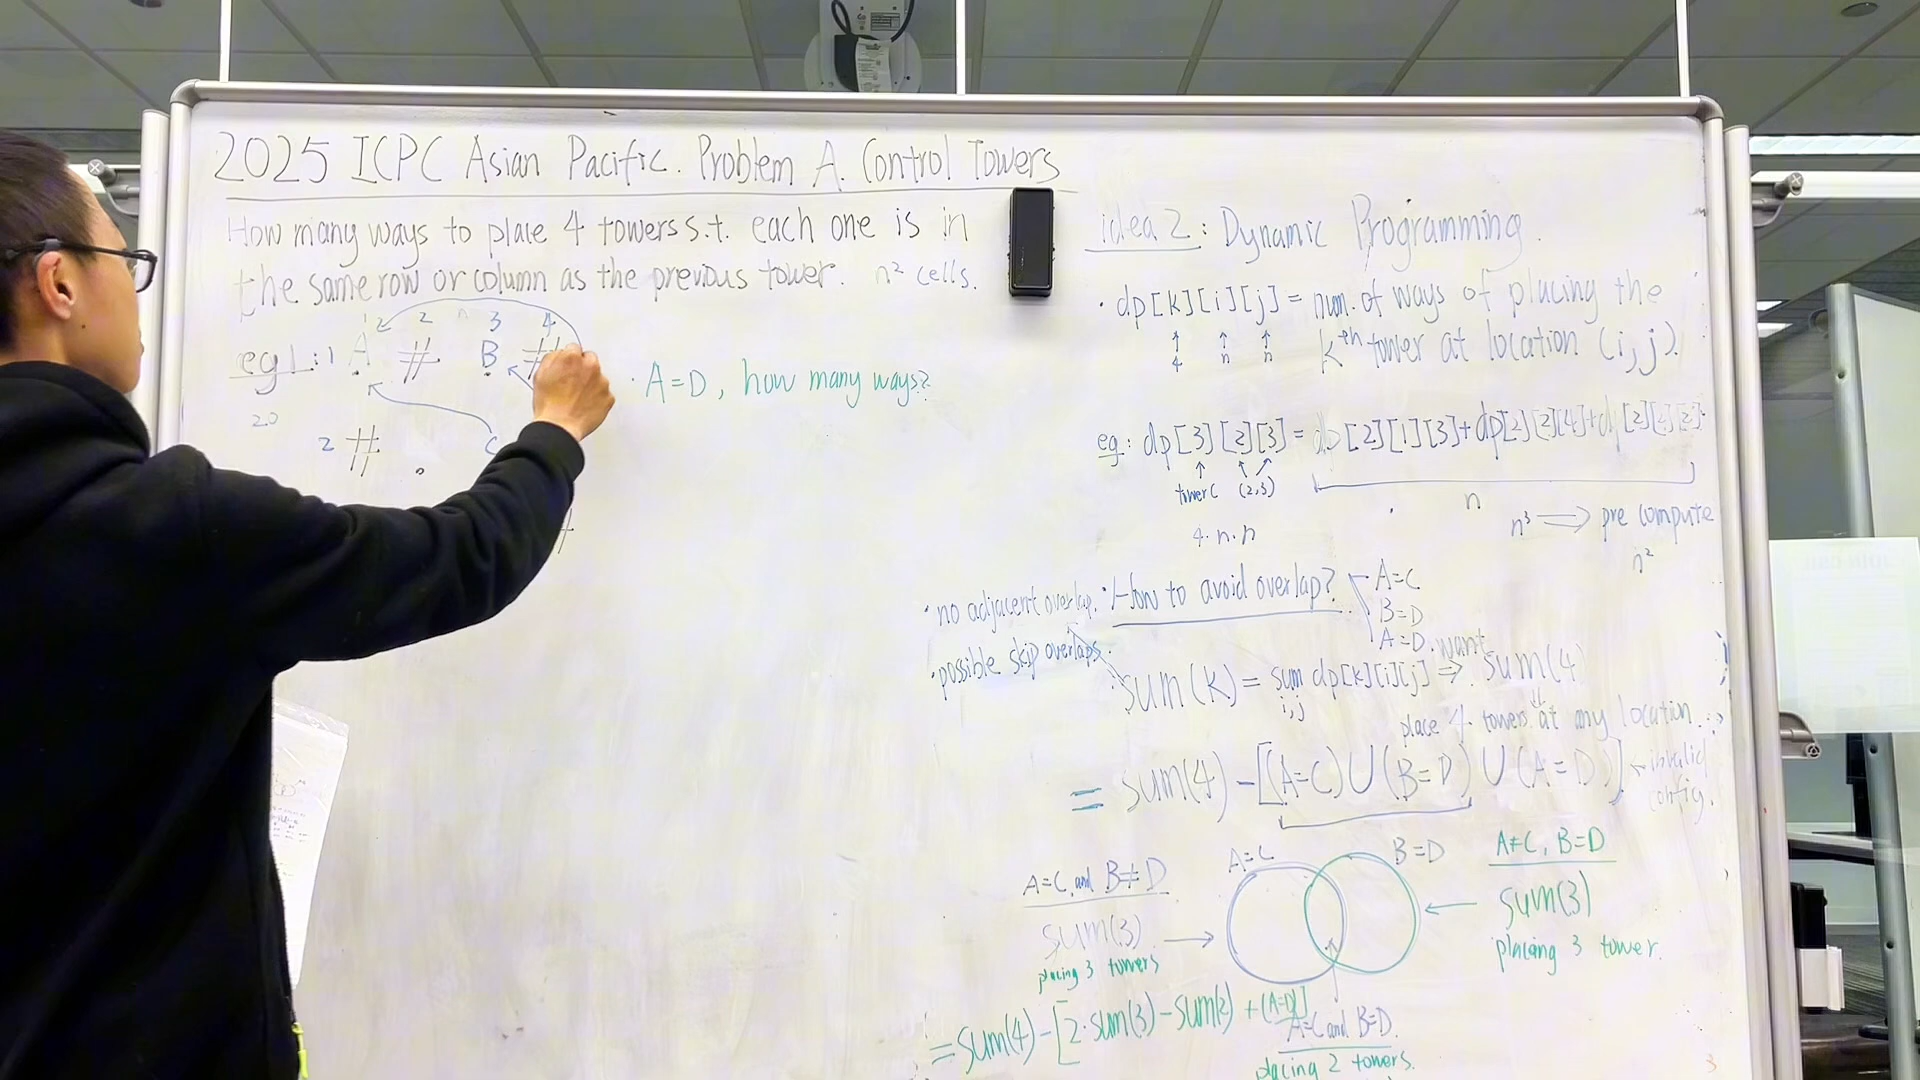 2025 ICPC Asian Pacific. Problem A. Control Towers
How many ways to place 4 towers s.t. each one is in
the same row or column as the previous tower. n² cells.
1 2 3 4
eg1: 1 A # B #
20
2 # C
· A=D, how many ways?
idea 2: Dynamic Programming.
· dp[k][i][j] = num. of ways of placing the
4 n n kth tower at location (i,j).
eg: dp[3][2][3] = dp[2][1][3]+dp[2][2][4]+dp[2][4][3].
tower C (2,3)
n
n³ ⟹ pre compute
4·n·n n²
· no adjacent overlap. · How to avoid overlap? A=C
B=D
A=D. want
· possible skip overlaps.
· sum(k) = sum dp[k][i][j] ⇒ sum(4)
i,j
place 4 towers at any location.
= sum(4) - [(A=C) U (B=D) U (A=D)] ← invalid
config.
A=C B=D A≠C, B=D
A=C and B≠D
sum(3) sum(3)
placing 3 towers placing 3 tower.
= sum(4) - [2·sum(3) - sum(2) + (A=D)]
A=C and B=D.
placing 2 towers.
3